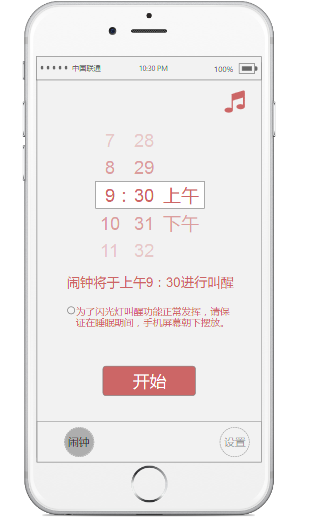 中国联通 10:30 PM 100%
7 28
8 29
9 : 30 上午
10 31 下午
11 32
闹钟将于上午9：30进行叫醒
为了闪光灯叫醒功能正常发挥，请保
证在睡眠期间，手机屏幕朝下摆放。
开始
闹钟 设置